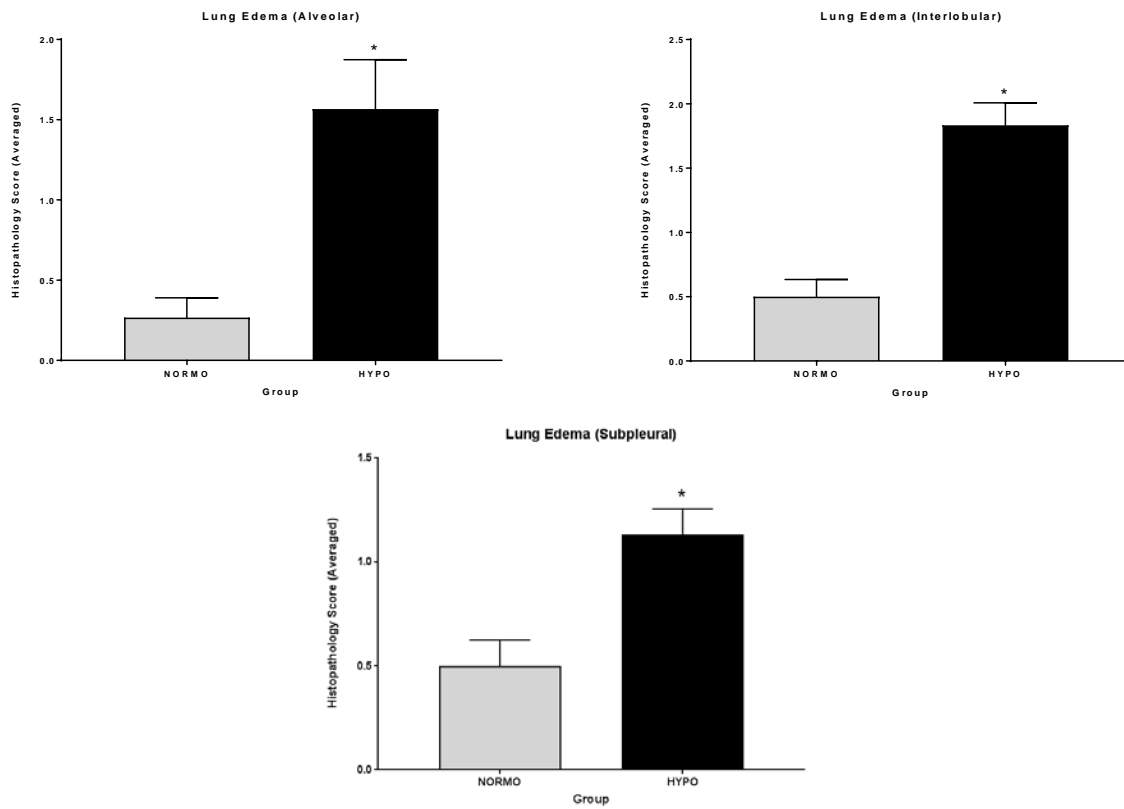 Lung Edema (Alveolar)
Histopathology Score (Averaged)
2.0
1.5
1.0
0.5
0.0
*
NORMO
HYPO
Group
Lung Edema (Interlobular)
Histopathology Score (Averaged)
2.5
2.0
1.5
1.0
0.5
0.0
*
NORMO
HYPO
Group
Lung Edema (Subpleural)
Histopathology Score (Averaged)
1.5
1.0
0.5
0.0
*
NORMO
HYPO
Group